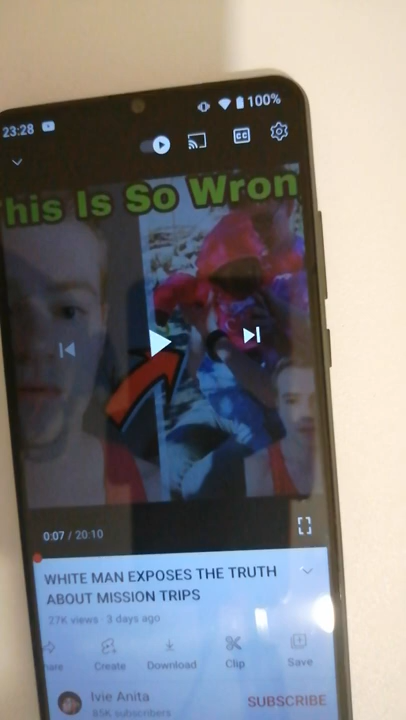 23:28
100%
CC
his Is So Wron
0:07 / 20:10
WHITE MAN EXPOSES THE TRUTH
ABOUT MISSION TRIPS
27K views · 3 days ago
hare Create Download Clip Save
Ivie Anita
85K subscribers
SUBSCRIBE